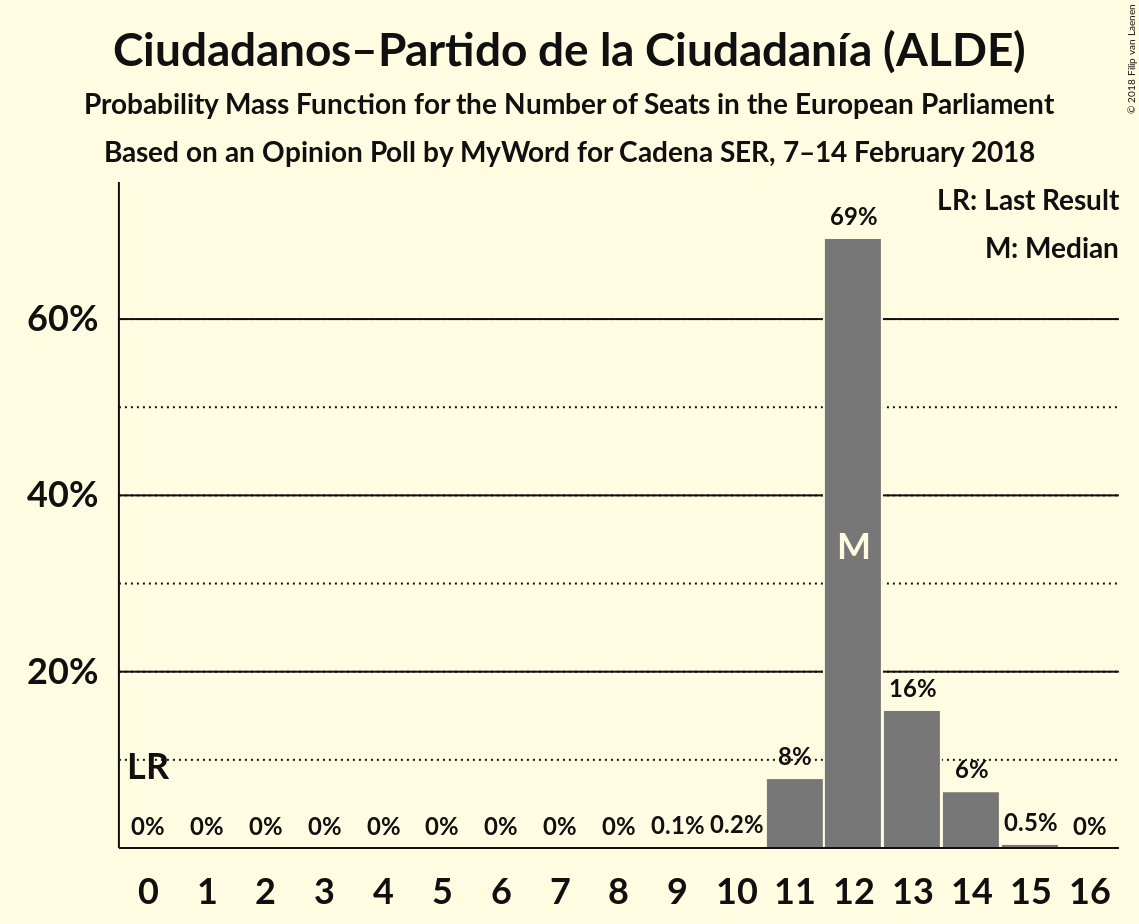 Ciudadanos–Partido de la Ciudadanía (ALDE)
Probability Mass Function for the Number of Seats in the European Parliament
Based on an Opinion Poll by MyWord for Cadena SER, 7–14 February 2018
© 2018 Filip van Laenen
LR: Last Result
M: Median
69%
60%
40%
M
20%
16%
LR
8%
6%
0% 0% 0% 0% 0% 0% 0% 0% 0% 0.1% 0.2% 0.5% 0%
0 1 2 3 4 5 6 7 8 9 10 11 12 13 14 15 16